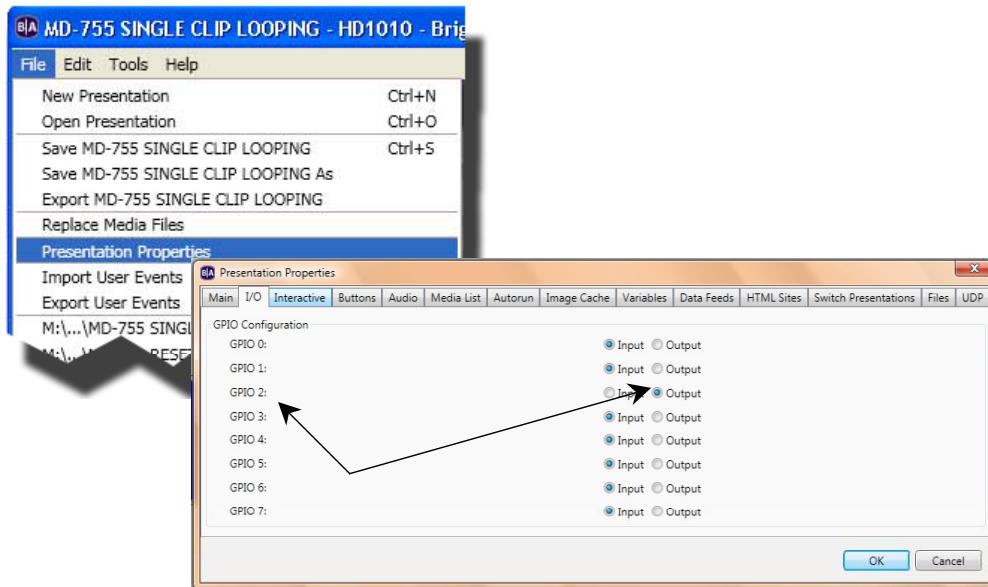 B|A MD-755 SINGLE CLIP LOOPING - HD1010 - Brig
File Edit Tools Help
New Presentation Ctrl+N
Open Presentation Ctrl+O
Save MD-755 SINGLE CLIP LOOPING Ctrl+S
Save MD-755 SINGLE CLIP LOOPING As
Export MD-755 SINGLE CLIP LOOPING
Replace Media Files
Presentation Properties
Import User Events
Export User Events
M:\...\MD-755 SINGL
B|A Presentation Properties
Main I/O Interactive Buttons Audio Media List Autorun Image Cache Variables Data Feeds HTML Sites Switch Presentations Files UDP
GPIO Configuration
GPIO 0: Input Output
GPIO 1: Input Output
GPIO 2: Input Output
GPIO 3: Input Output
GPIO 4: Input Output
GPIO 5: Input Output
GPIO 6: Input Output
GPIO 7: Input Output
OK Cancel